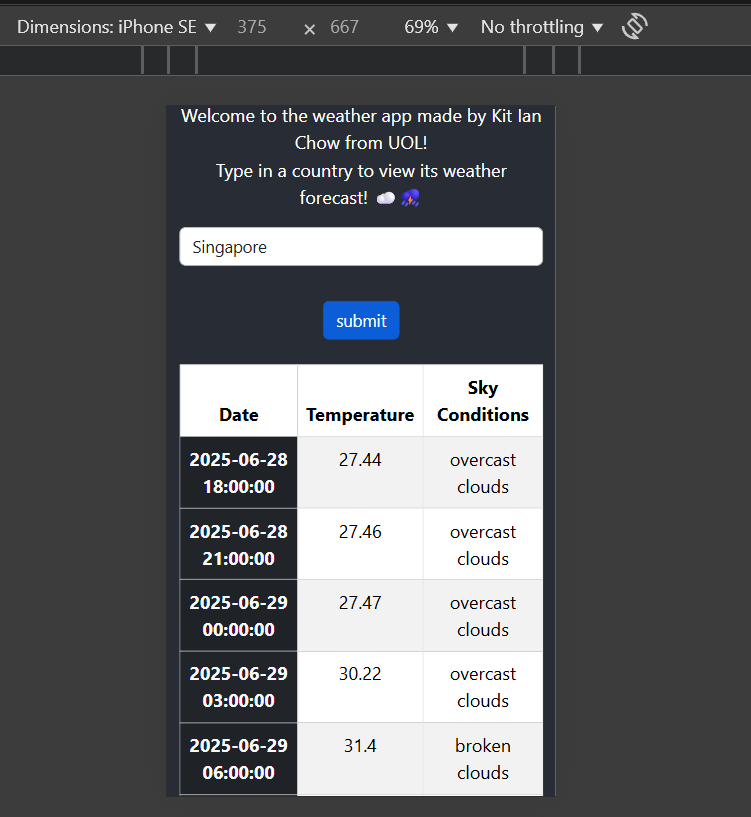 Dimensions: iPhone SE ▼ 375 × 667 69% ▼ No throttling ▼
Welcome to the weather app made by Kit Ian
Chow from UOL!
Type in a country to view its weather
forecast! ☁️ ⛈️
Singapore
submit
Date Temperature Sky
Conditions
2025-06-28
18:00:00 27.44 overcast
clouds
2025-06-28
21:00:00 27.46 overcast
clouds
2025-06-29
00:00:00 27.47 overcast
clouds
2025-06-29
03:00:00 30.22 overcast
clouds
2025-06-29
06:00:00 31.4 broken
clouds